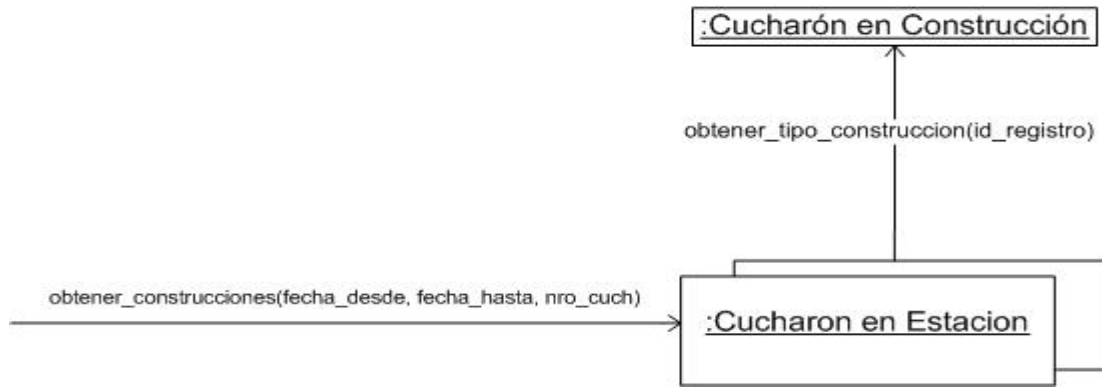 :Cucharón en Construcción
obtener_tipo_construccion(id_registro)
obtener_construcciones(fecha_desde, fecha_hasta, nro_cuch)
:Cucharon en Estacion